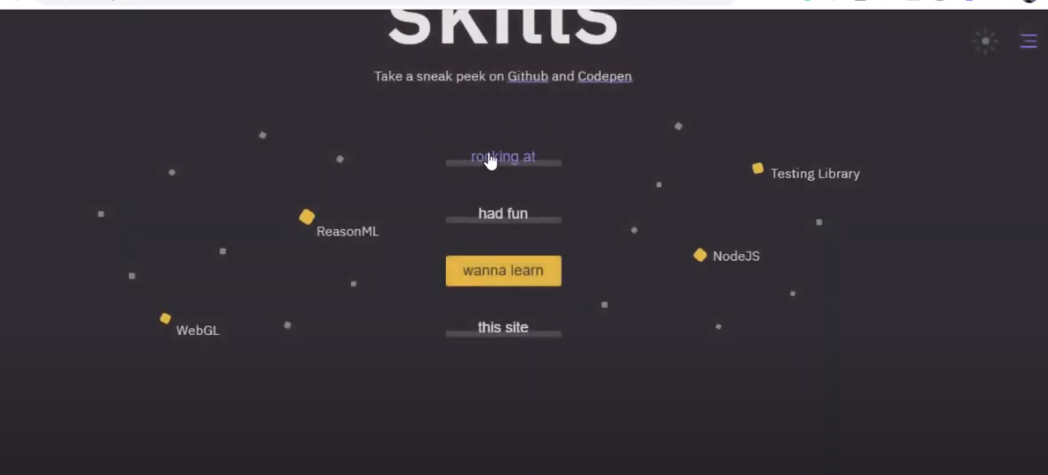 Skills
Take a sneak peek on Github and Codepen
rocking at
had fun
wanna learn
this site
ReasonML
WebGL
Testing Library
NodeJS